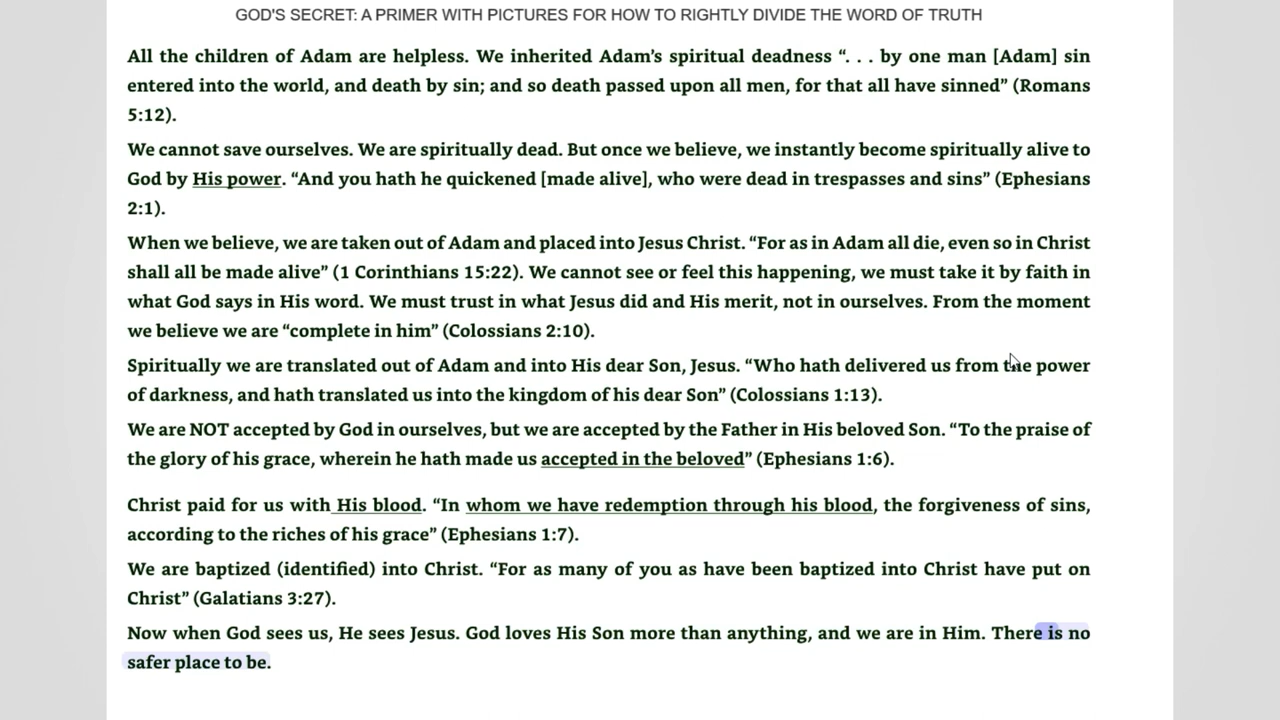 GOD'S SECRET: A PRIMER WITH PICTURES FOR HOW TO RIGHTLY DIVIDE THE WORD OF TRUTH
All the children of Adam are helpless. We inherited Adam’s spiritual deadness “. . . by one man [Adam] sin
entered into the world, and death by sin; and so death passed upon all men, for that all have sinned” (Romans
5:12).
We cannot save ourselves. We are spiritually dead. But once we believe, we instantly become spiritually alive to
God by His power. “And you hath he quickened [made alive], who were dead in trespasses and sins” (Ephesians
2:1).
When we believe, we are taken out of Adam and placed into Jesus Christ. “For as in Adam all die, even so in Christ
shall all be made alive” (1 Corinthians 15:22). We cannot see or feel this happening, we must take it by faith in
what God says in His word. We must trust in what Jesus did and His merit, not in ourselves. From the moment
we believe we are “complete in him” (Colossians 2:10).
Spiritually we are translated out of Adam and into His dear Son, Jesus. “Who hath delivered us from the power
of darkness, and hath translated us into the kingdom of his dear Son” (Colossians 1:13).
We are NOT accepted by God in ourselves, but we are accepted by the Father in His beloved Son. “To the praise of
the glory of his grace, wherein he hath made us accepted in the beloved” (Ephesians 1:6).
Christ paid for us with His blood. “In whom we have redemption through his blood, the forgiveness of sins,
according to the riches of his grace” (Ephesians 1:7).
We are baptized (identified) into Christ. “For as many of you as have been baptized into Christ have put on
Christ” (Galatians 3:27).
Now when God sees us, He sees Jesus. God loves His Son more than anything, and we are in Him. There is no
safer place to be.